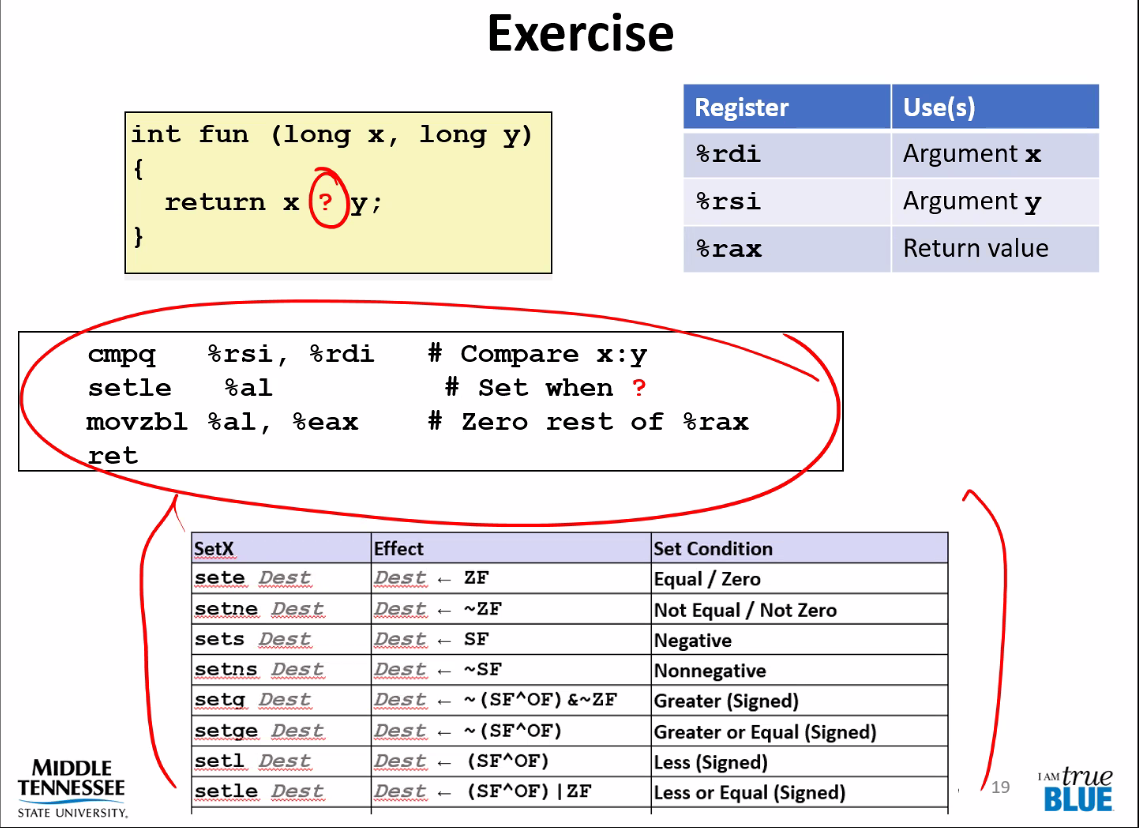 Exercise
int fun (long x, long y)
{
return x ? y;
}
Register Use(s)
%rdi Argument x
%rsi Argument y
%rax Return value
cmpq %rsi, %rdi # Compare x:y
setle %al # Set when ?
movzbl %al, %eax # Zero rest of %rax
ret
SetX Effect Set Condition
sete Dest Dest ← ZF Equal / Zero
setne Dest Dest ← ~ZF Not Equal / Not Zero
sets Dest Dest ← SF Negative
setns Dest Dest ← ~SF Nonnegative
setg Dest Dest ← ~(SF^OF)&~ZF Greater (Signed)
setge Dest Dest ← ~(SF^OF) Greater or Equal (Signed)
setl Dest Dest ← (SF^OF) Less (Signed)
setle Dest Dest ← (SF^OF)|ZF Less or Equal (Signed)
MIDDLE
TENNESSEE
STATE UNIVERSITY.
19
I AM true
BLUE